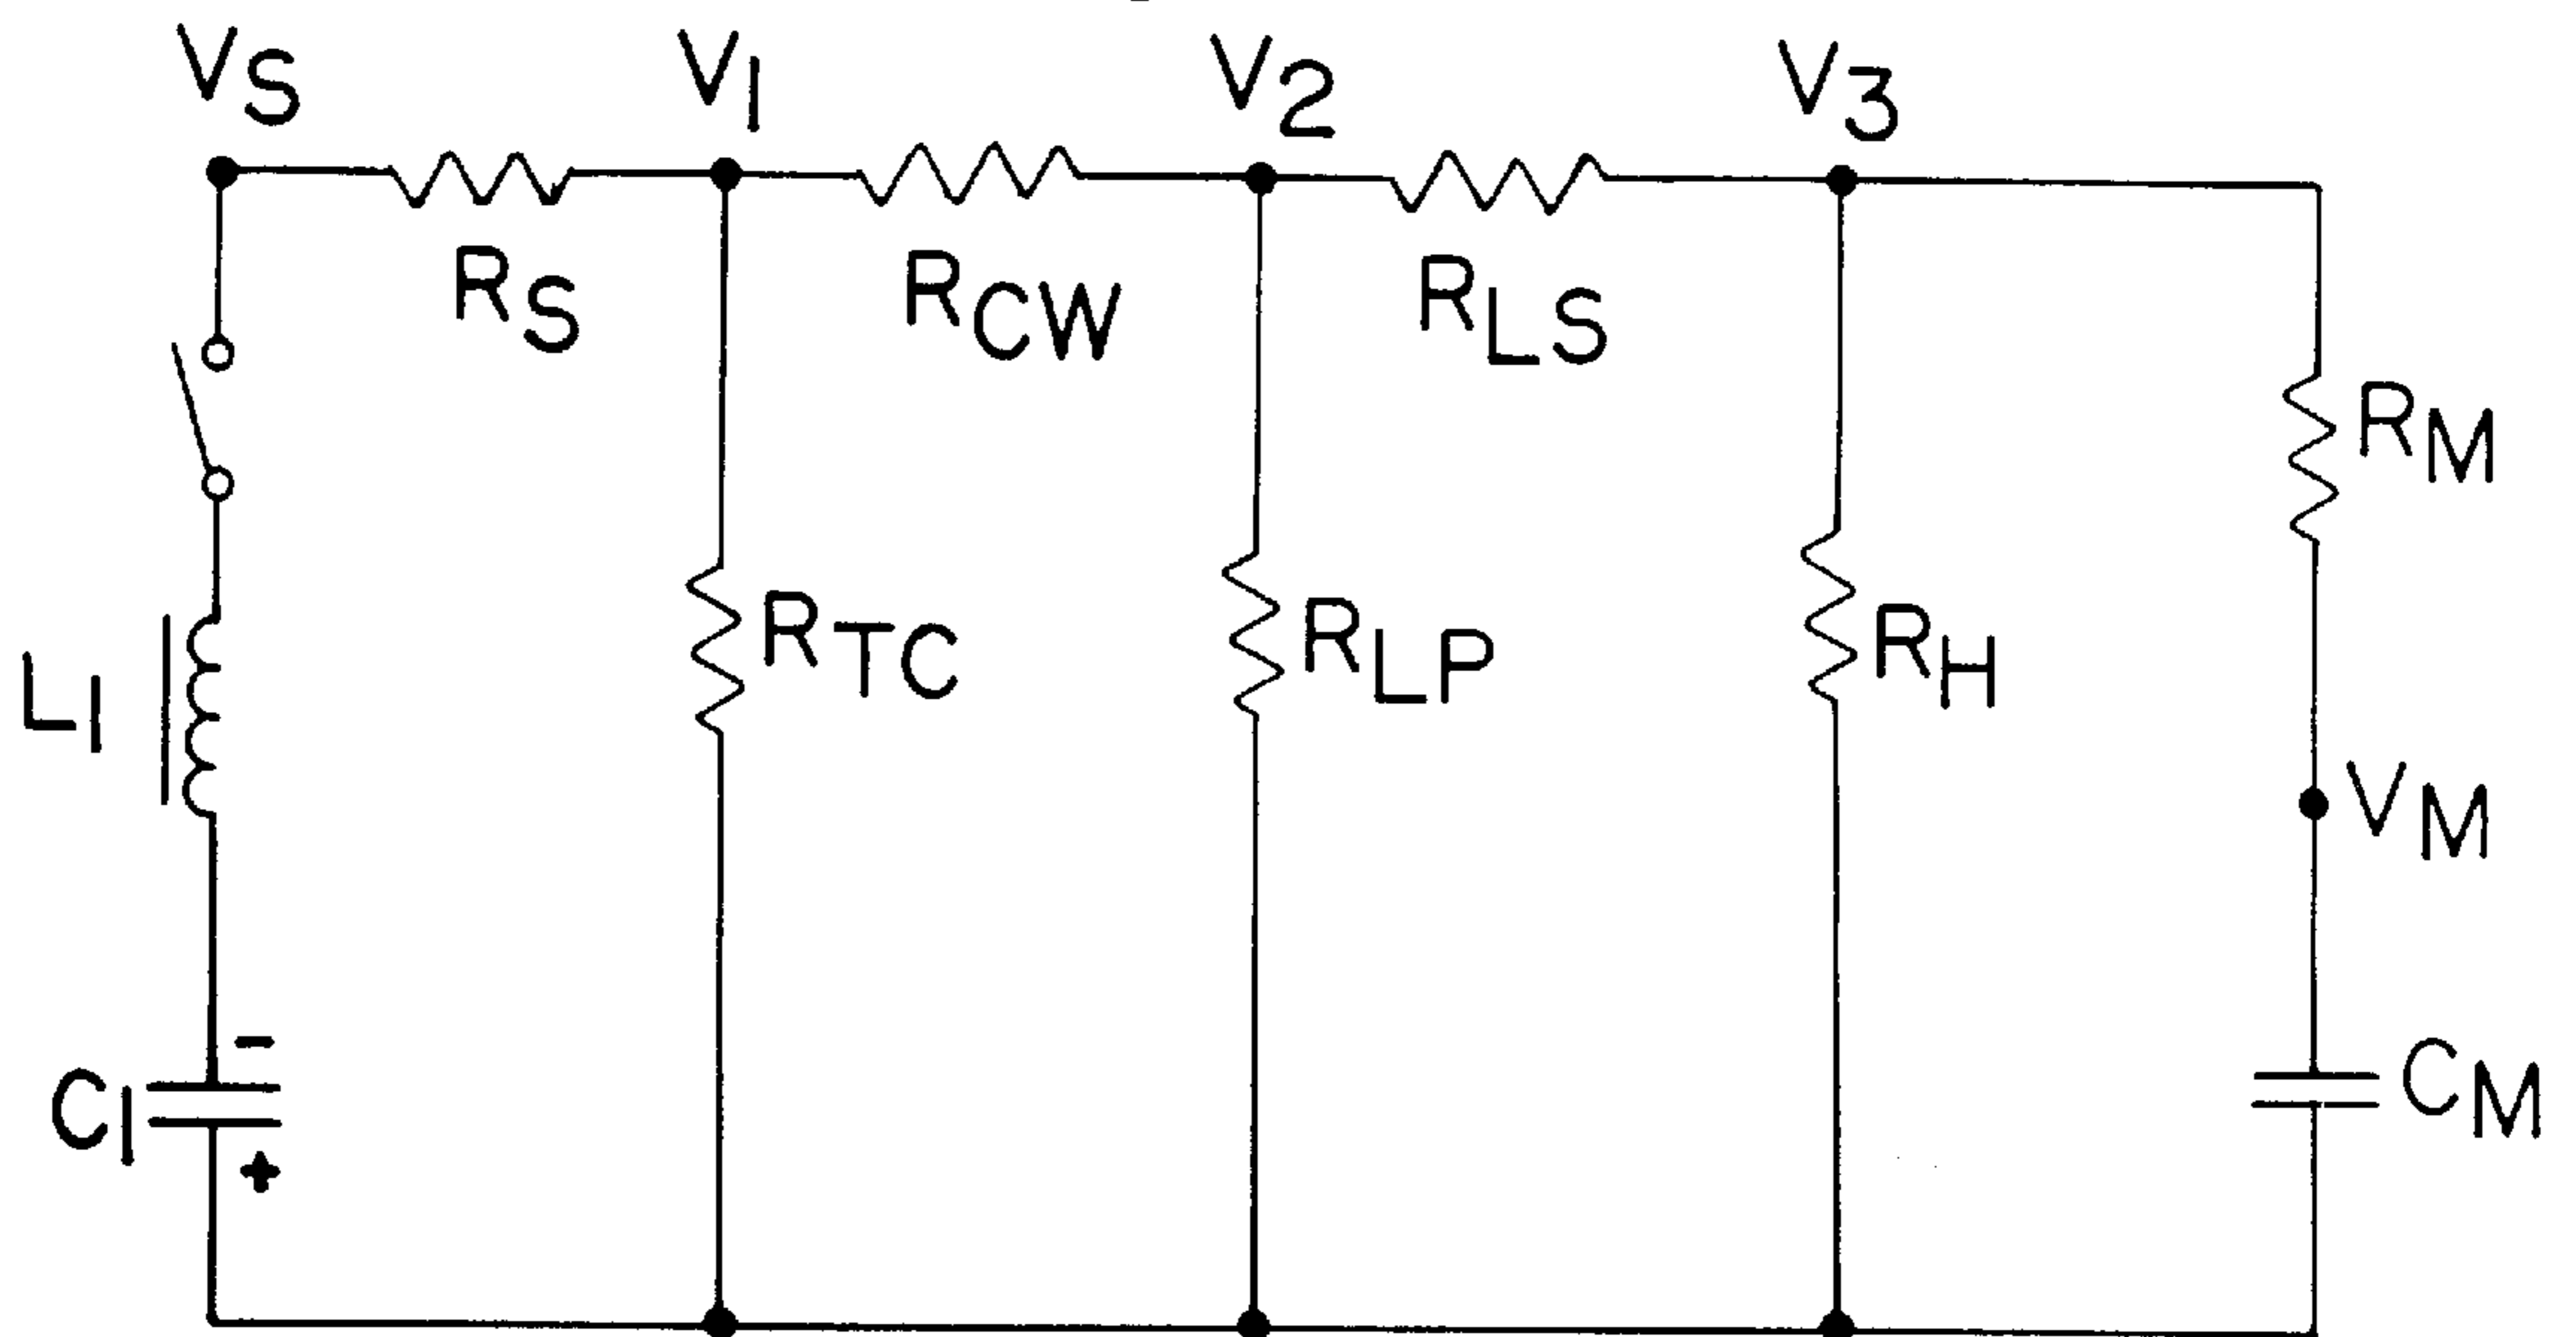 VS V1 V2 V3
RS RCW RLS
RM
L1 RTC RLP RH
VM
-
C1 CM
+